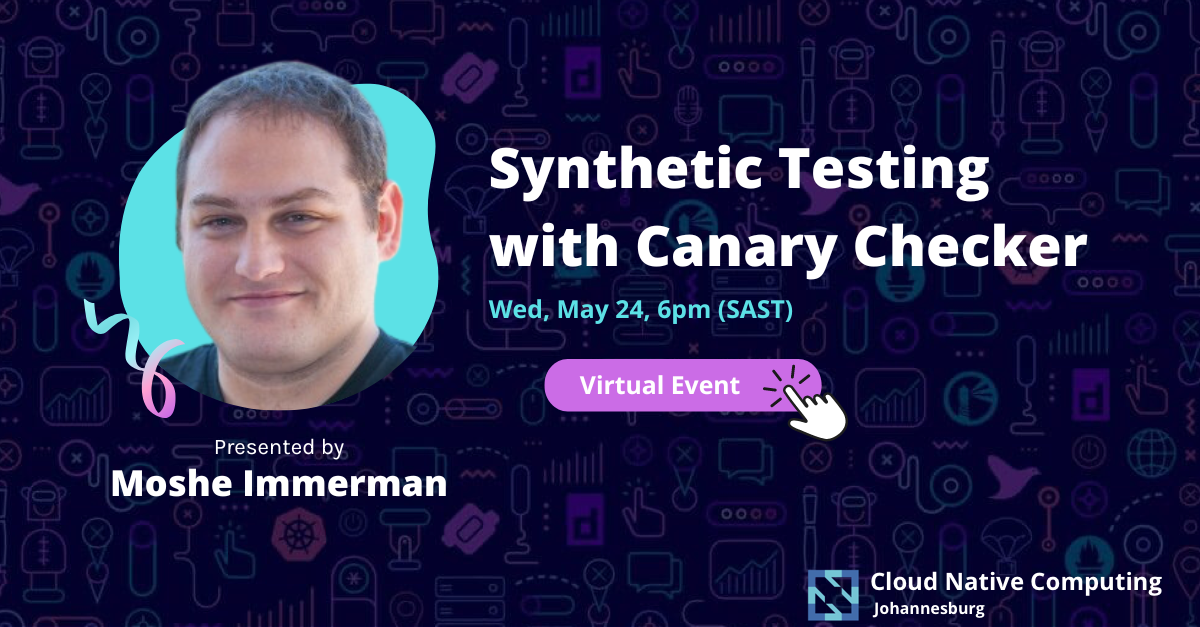 Synthetic Testing
with Canary Checker
Wed, May 24, 6pm (SAST)
Virtual Event
Presented by
Moshe Immerman
Cloud Native Computing
Johannesburg